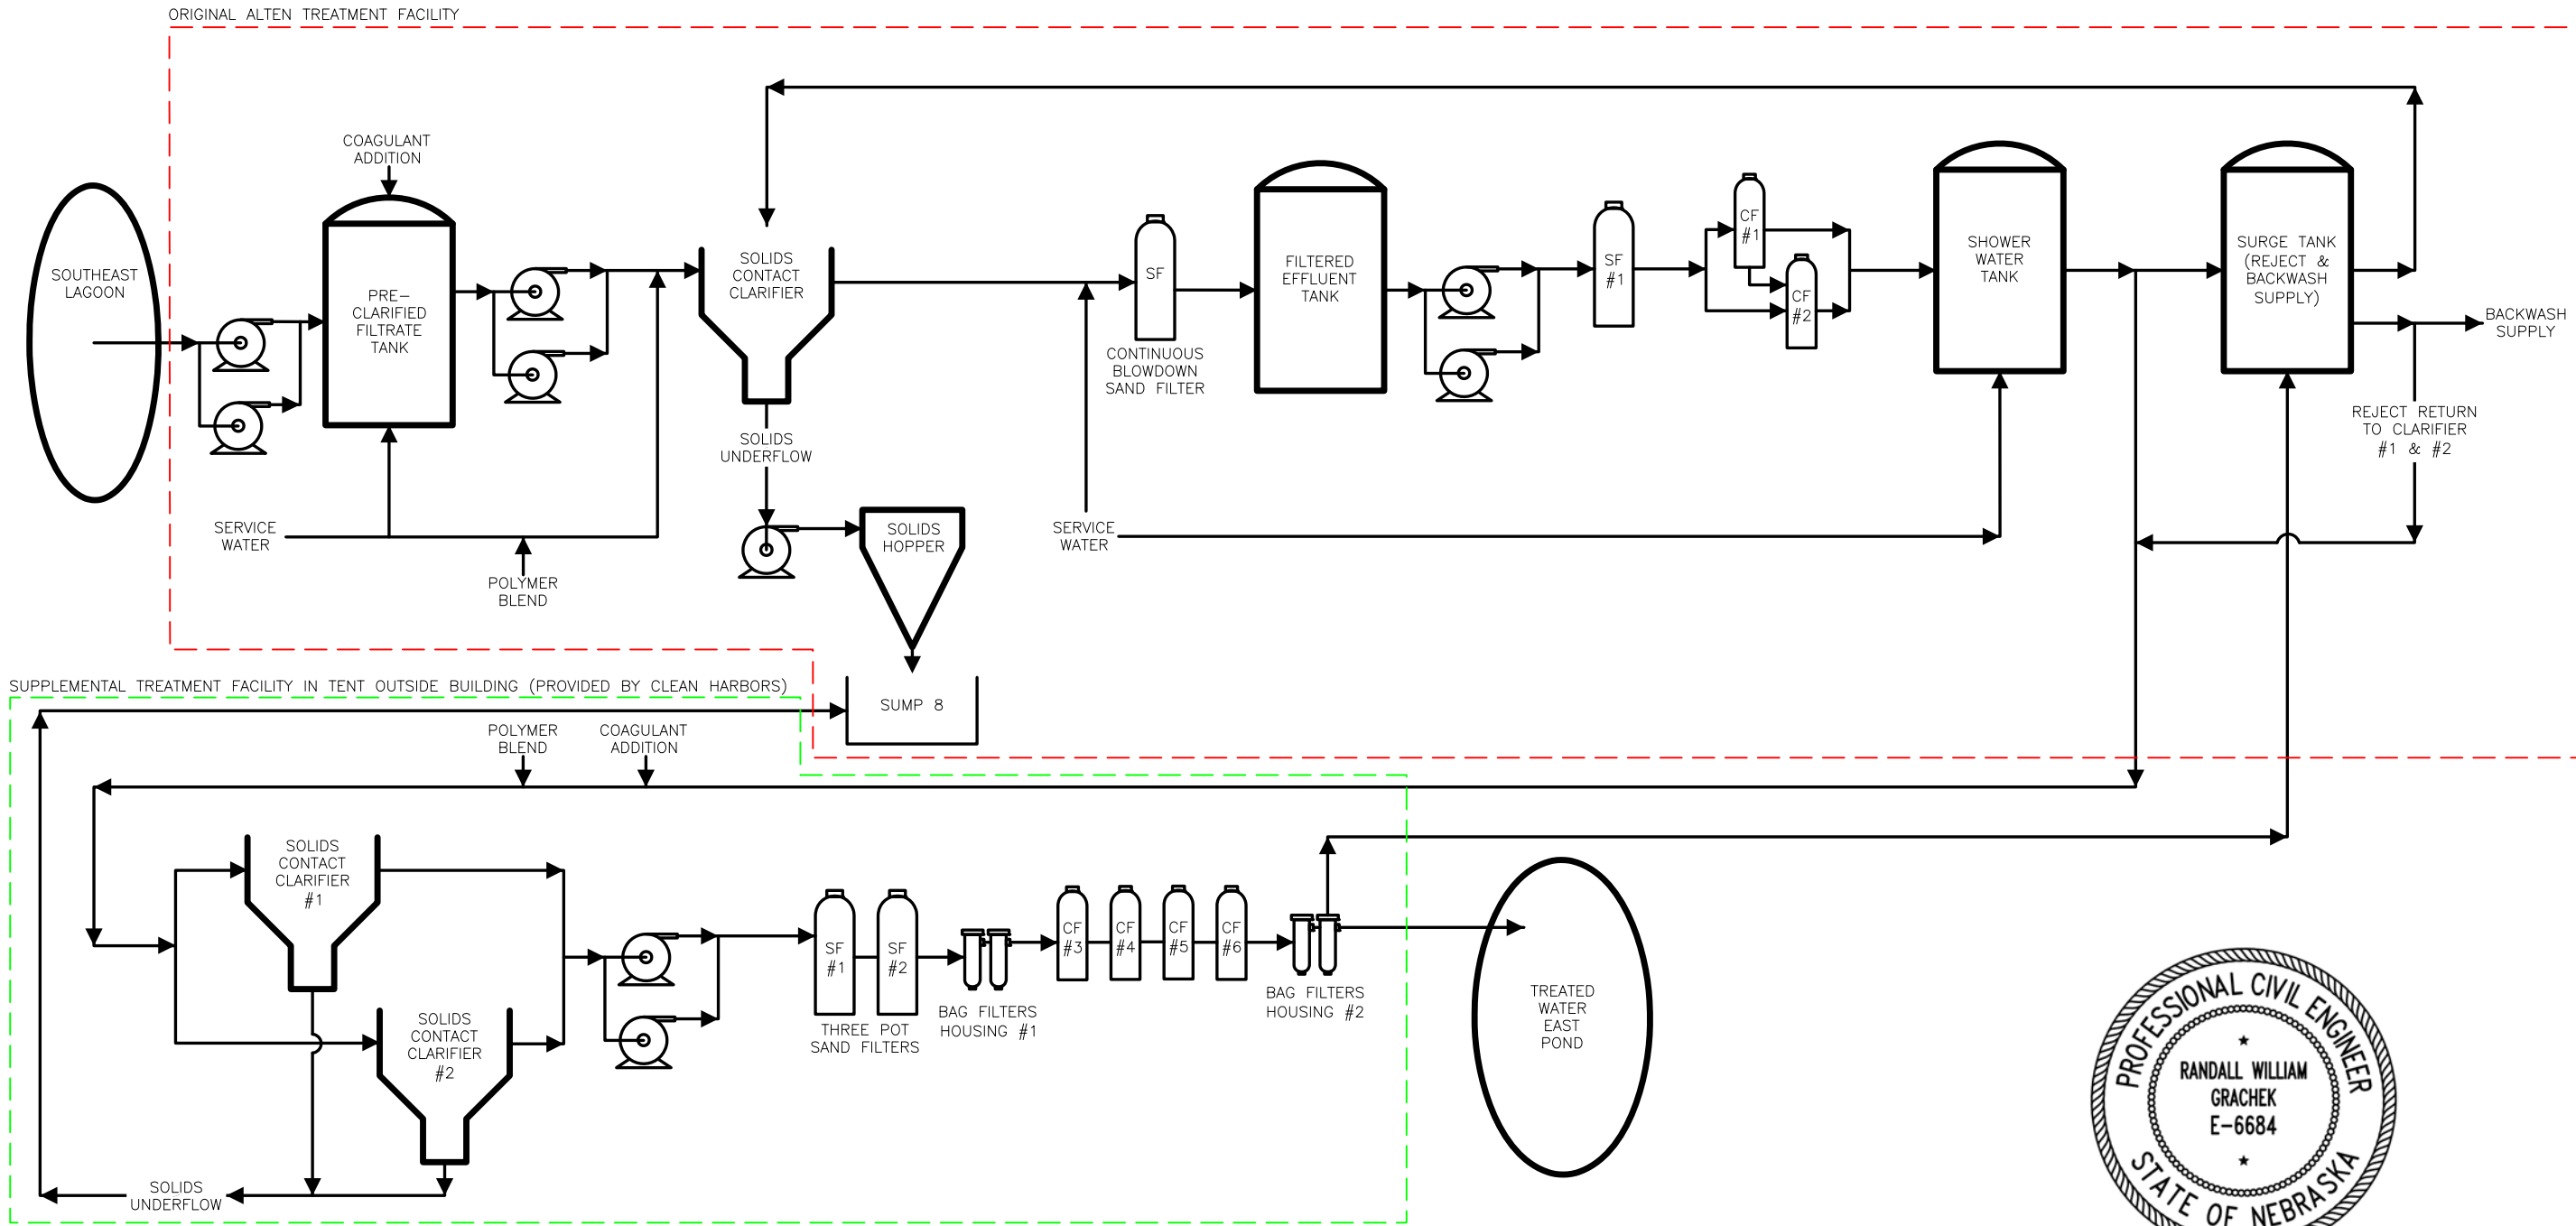 ORIGINAL ALTEN TREATMENT FACILITY
COAGULANT
ADDITION
SOUTHEAST
LAGOON
PRE-
CLARIFIED
FILTRATE
TANK
SOLIDS
CONTACT
CLARIFIER
SF
CONTINUOUS
BLOWDOWN
SAND FILTER
FILTERED
EFFLUENT
TANK
SF
#1
CF
#1
CF
#2
SHOWER
WATER
TANK
SURGE TANK
(REJECT &
BACKWASH
SUPPLY)
BACKWASH
SUPPLY
REJECT RETURN
TO CLARIFIER
#1 & #2
SOLIDS
UNDERFLOW
SERVICE
WATER
POLYMER
BLEND
SOLIDS
HOPPER
SERVICE
WATER
SUMP 8
SUPPLEMENTAL TREATMENT FACILITY IN TENT OUTSIDE BUILDING (PROVIDED BY CLEAN HARBORS)
POLYMER
BLEND
COAGULANT
ADDITION
SOLIDS
CONTACT
CLARIFIER
#1
SOLIDS
CONTACT
CLARIFIER
#2
SF
#1
SF
#2
THREE POT
SAND FILTERS
BAG FILTERS
HOUSING #1
CF
#3
CF
#4
CF
#5
CF
#6
BAG FILTERS
HOUSING #2
TREATED
WATER
EAST
POND
SOLIDS
UNDERFLOW
PROFESSIONAL CIVIL ENGINEER
RANDALL WILLIAM
GRACHEK
E-6684
STATE OF NEBRASKA